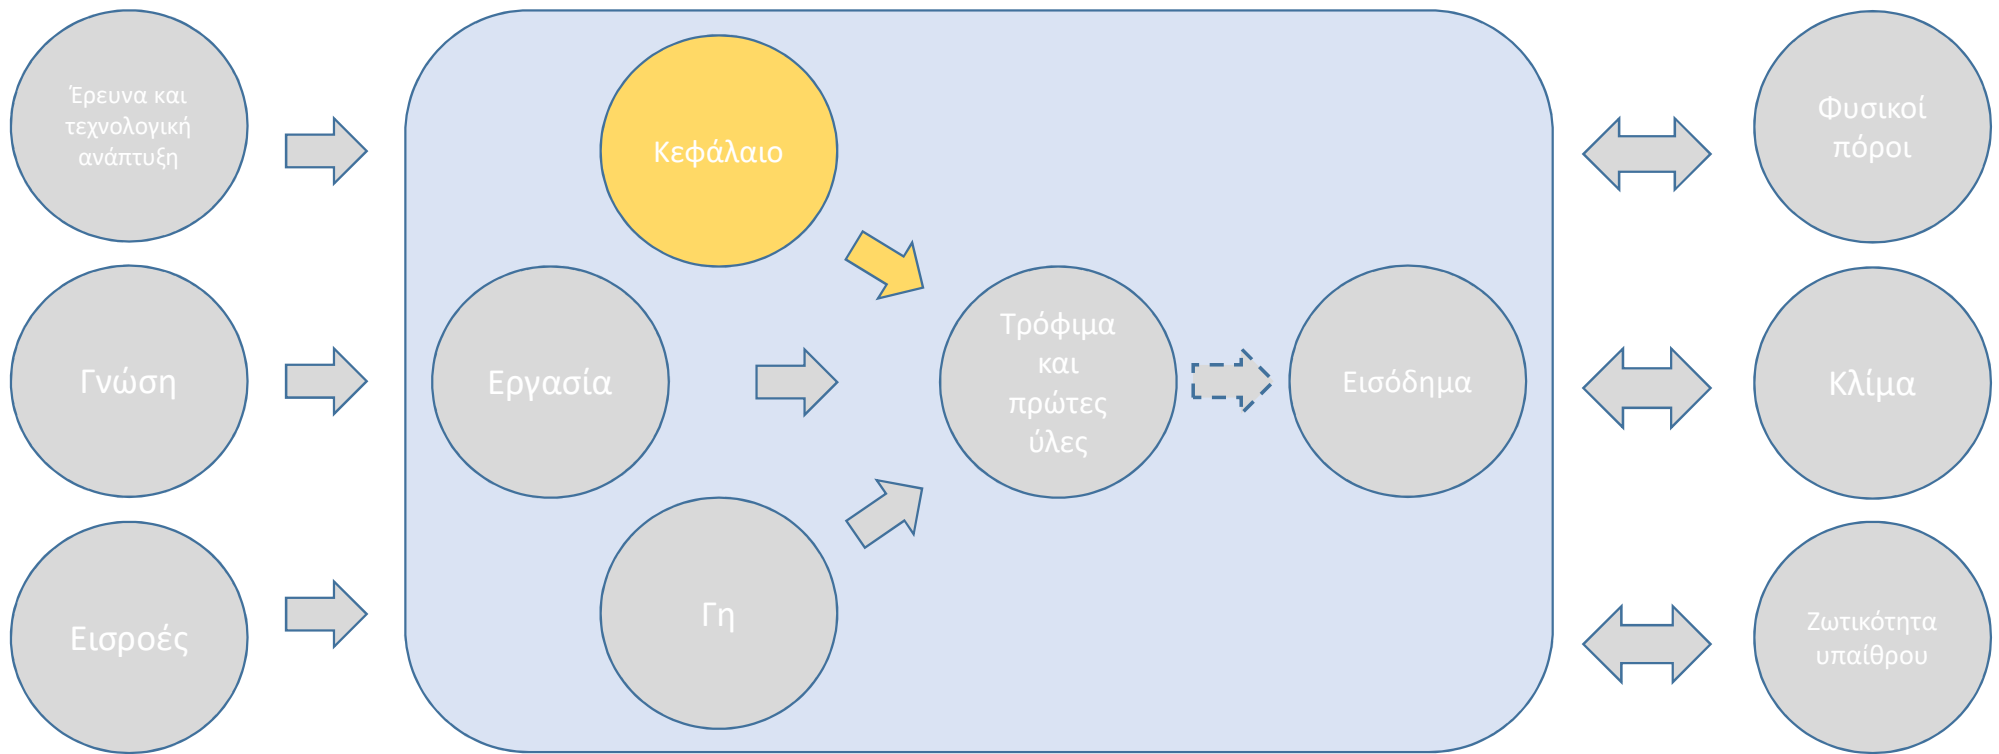 Έρευνα και
τεχνολογική
ανάπτυξη
Γνώση
Εισροές
Κεφάλαιο
Εργασία
Γη
Τρόφιμα
και
πρώτες
ύλες
Εισόδημα
Φυσικοί
πόροι
Κλίμα
Ζωτικότητα
υπαίθρου